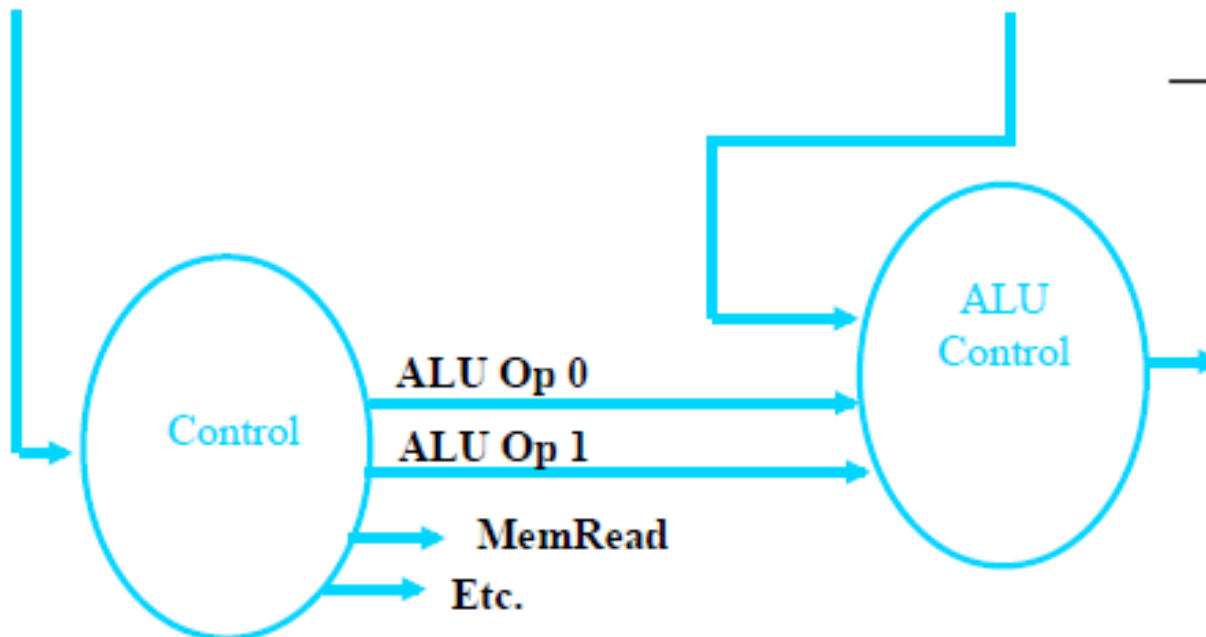 ALU
Control
ALU Op 0
Control
ALU Op 1
MemRead
Etc.